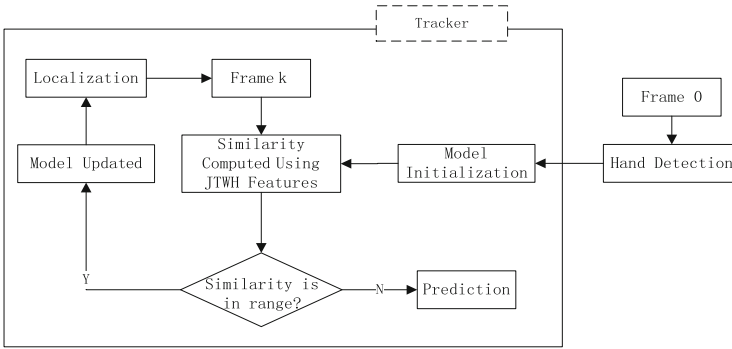 Tracker
Localization
Frame k
Frame 0
Similarity
Computed Using
JTWH Features
Model
Initialization
Hand Detection
Model Updated
Y
Similarity is
in range?
N
Prediction